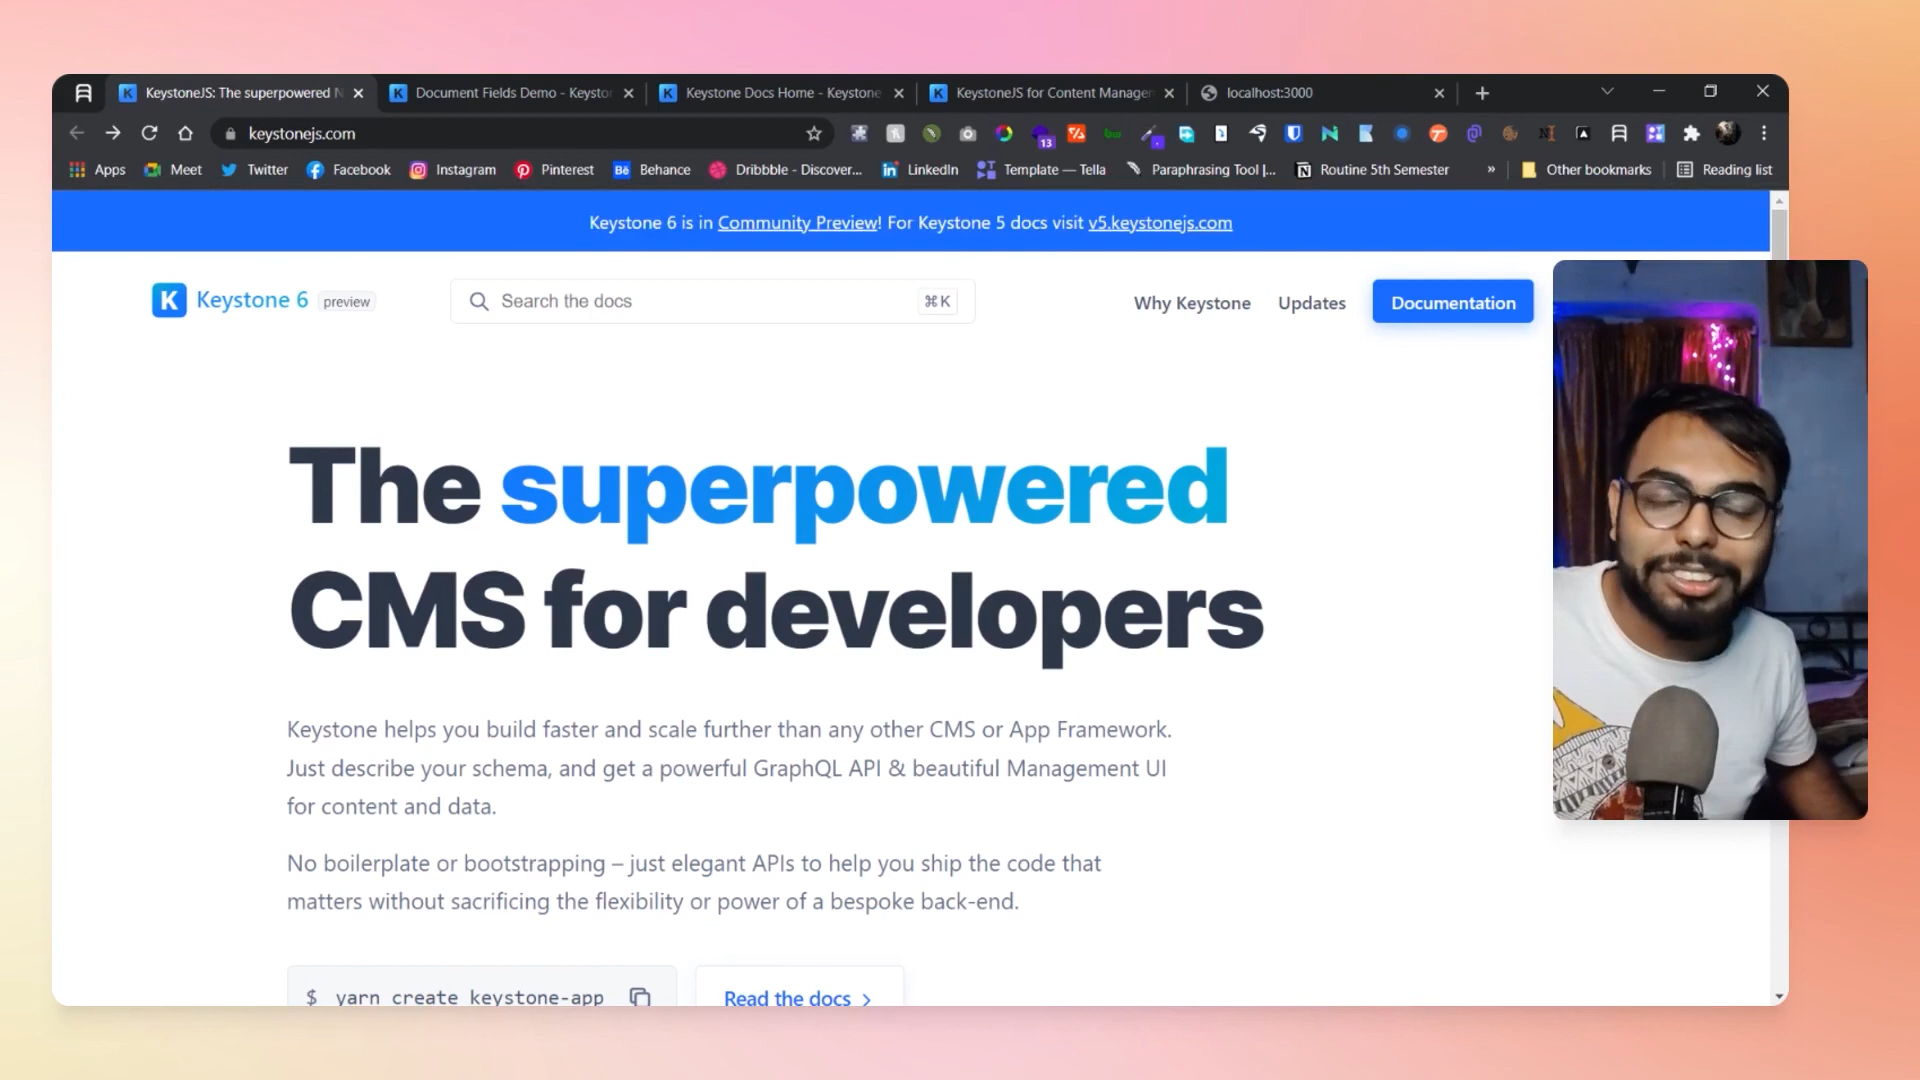 KeystoneJS: The superpowered N
Document Fields Demo - Keysto
Keystone Docs Home - Keystone
KeystoneJS for Content Manage
localhost:3000
keystonejs.com
13
Apps
Meet
Twitter
Facebook
Instagram
Pinterest
Bē
Behance
Dribbble - Discover...
LinkedIn
Template — Tella
Paraphrasing Tool |...
Routine 5th Semester
»
Other bookmarks
Reading list
Keystone 6 is in Community Preview! For Keystone 5 docs visit v5.keystonejs.com
K
Keystone 6
preview
Search the docs
⌘K
Why Keystone
Updates
Documentation
The superpowered
CMS for developers
Keystone helps you build faster and scale further than any other CMS or App Framework.
Just describe your schema, and get a powerful GraphQL API & beautiful Management UI
for content and data.
No boilerplate or bootstrapping – just elegant APIs to help you ship the code that
matters without sacrificing the flexibility or power of a bespoke back-end.
$ yarn create keystone-app
Read the docs